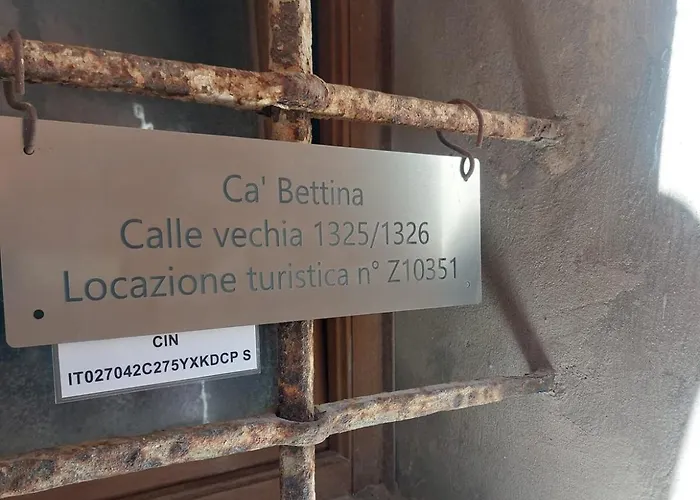 Ca' Bettina
Calle vechia 1325/1326
Locazione turistica n° Z10351
CIN
IT027042C275YXKDCP S